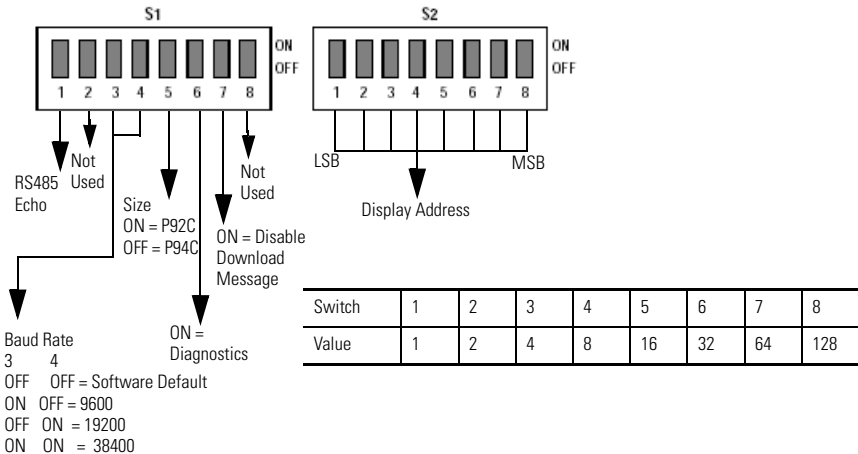 S1
ON
OFF
1 2 3 4 5 6 7 8
RS485
Echo
Not
Used
Size
ON = P92C
OFF = P94C
Not
Used
ON = Disable
Download
Message
ON =
Diagnostics
Baud Rate
3 4
OFF OFF = Software Default
ON OFF = 9600
OFF ON = 19200
ON ON = 38400
S2
ON
OFF
1 2 3 4 5 6 7 8
LSB
MSB
Display Address
Switch 1 2 3 4 5 6 7 8
Value 1 2 4 8 16 32 64 128